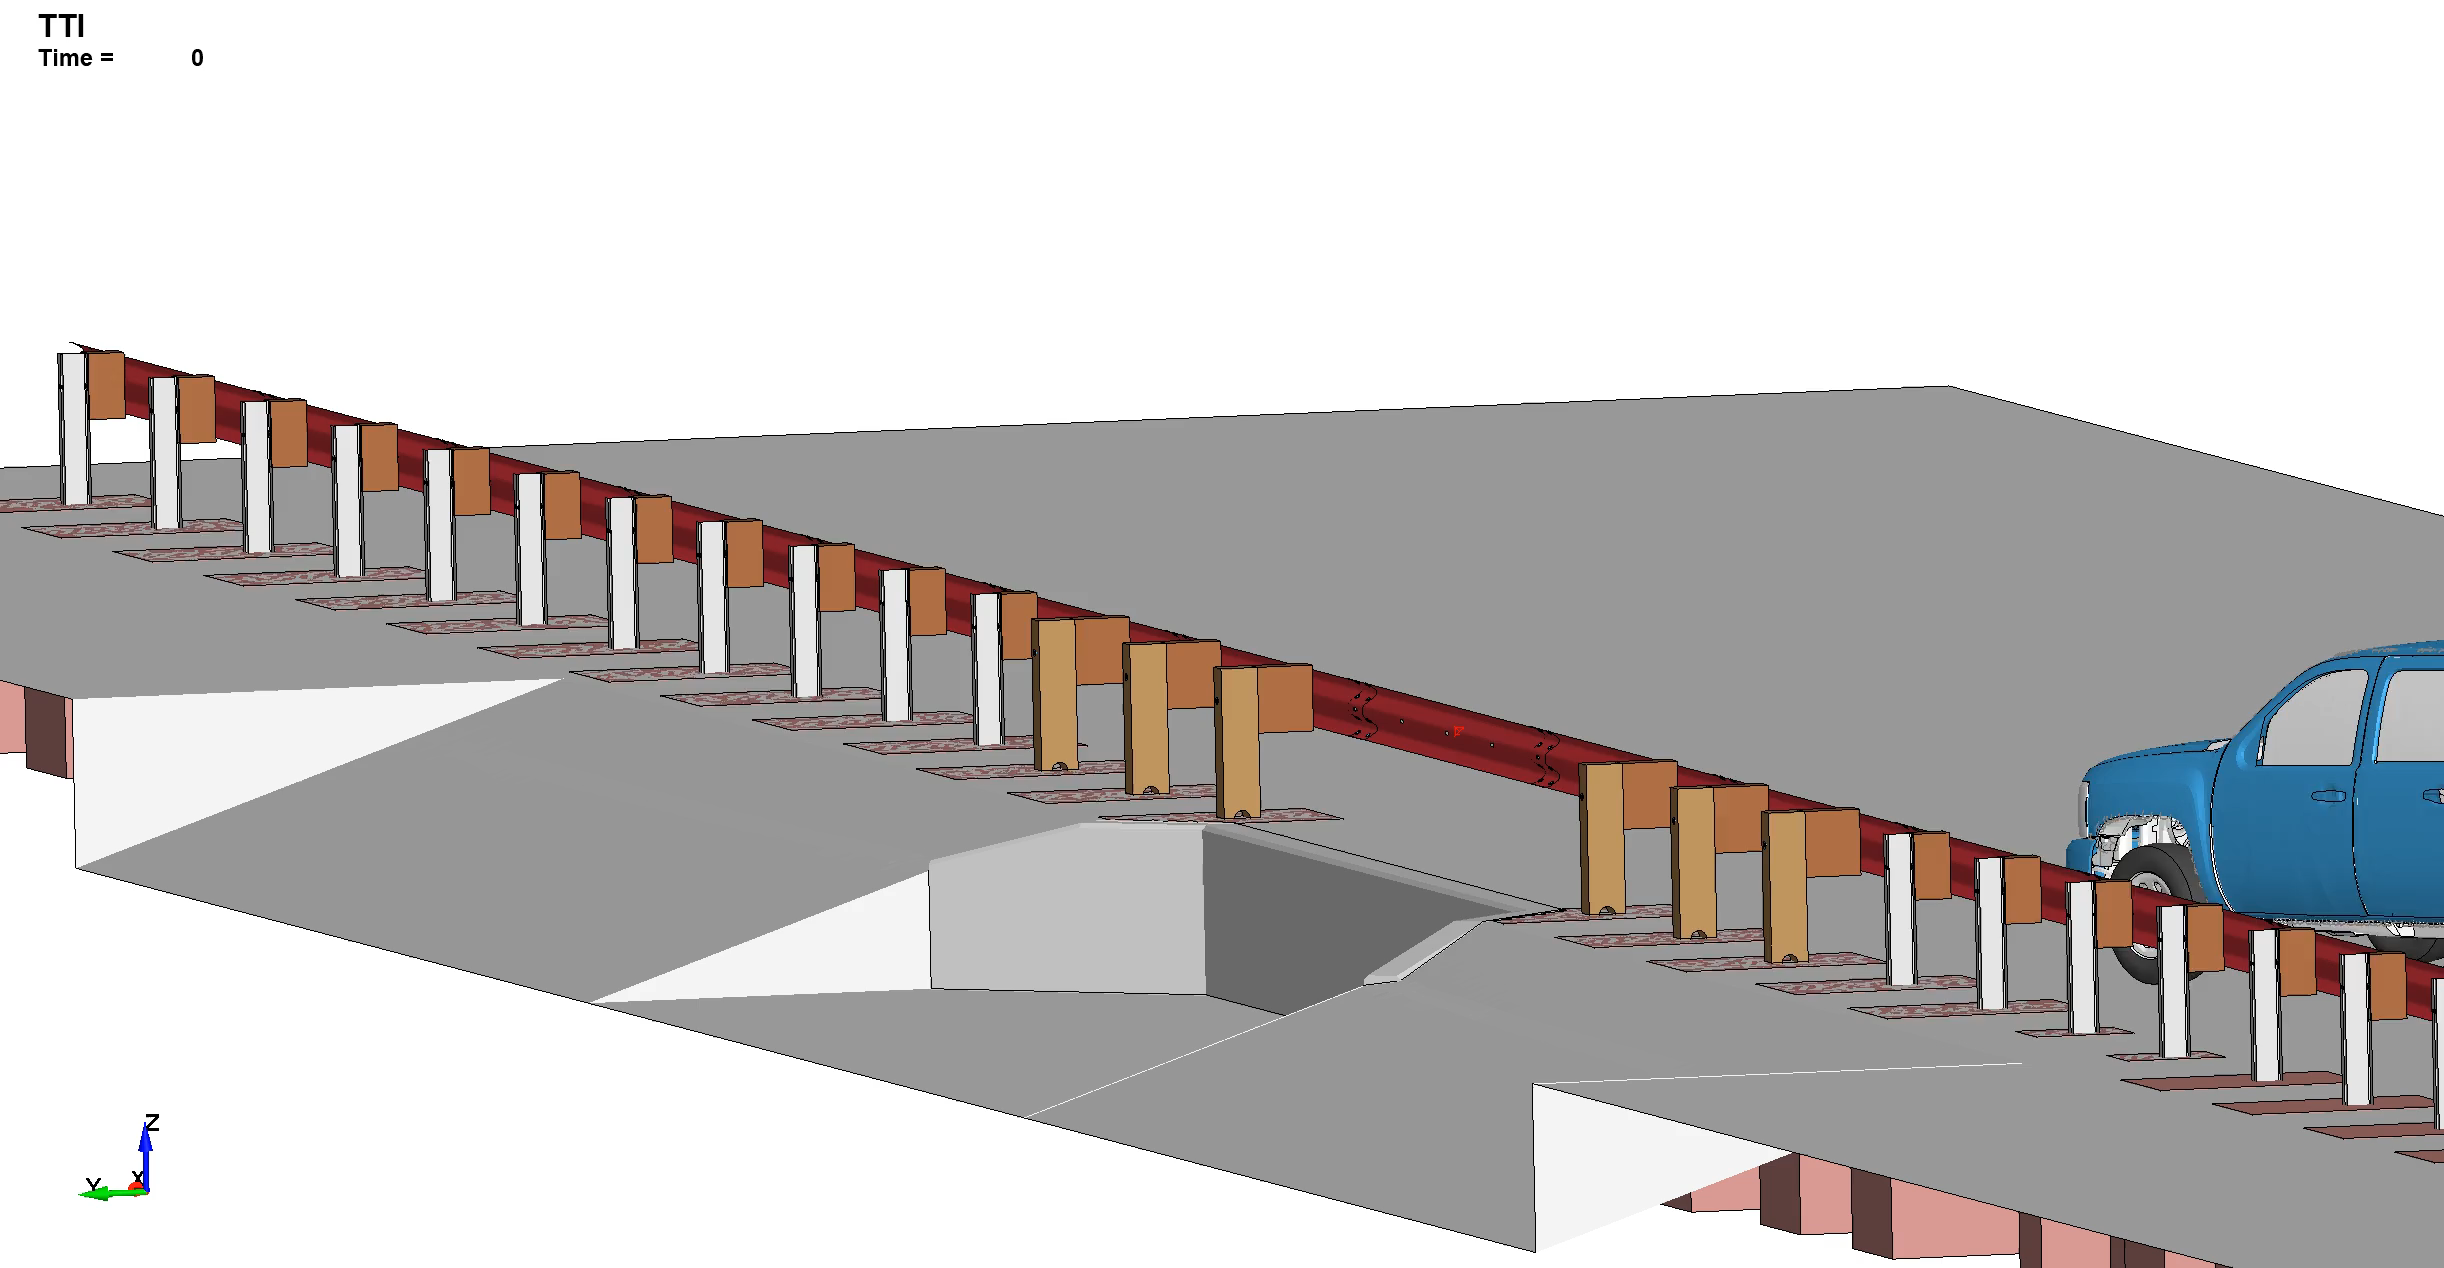 TTI
Time = 0
F
Z
Y X